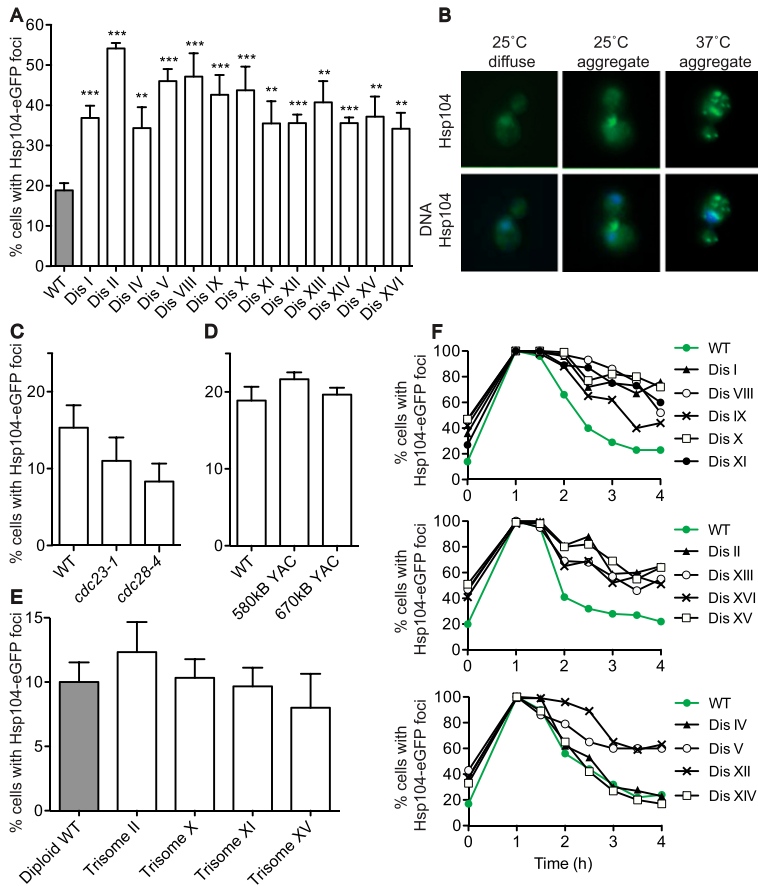 A
% cells with Hsp104-eGFP foci
60
50
40
30
20
10
0
***
***
**
***
***
***
***
**
***
**
***
**
**
WT
Dis I
Dis II
Dis IV
Dis V
Dis VIII
Dis IX
Dis X
Dis XI
Dis XII
Dis XIII
Dis XIV
Dis XV
Dis XVI
B
25˚C
diffuse
25˚C
aggregate
37˚C
aggregate
Hsp104
DNA
Hsp104
C
% cells with Hsp104-eGFP foci
20
10
0
WT
cdc23-1
cdc28-4
D
20
10
0
WT
580kB YAC
670kB YAC
E
% cells with Hsp104-eGFP foci
15
10
5
0
Diploid WT
Trisome II
Trisome X
Trisome XI
Trisome XV
F
% cells with
Hsp104-eGFP foci
100
80
60
40
20
0
0
1
2
3
4
WT
Dis I
Dis VIII
Dis IX
Dis X
Dis XI
% cells with
Hsp104-eGFP foci
100
80
60
40
20
0
0
1
2
3
4
WT
Dis II
Dis XIII
Dis XVI
Dis XV
% cells with
Hsp104-eGFP foci
100
80
60
40
20
0
0
1
2
3
4
Time (h)
WT
Dis IV
Dis V
Dis XII
Dis XIV